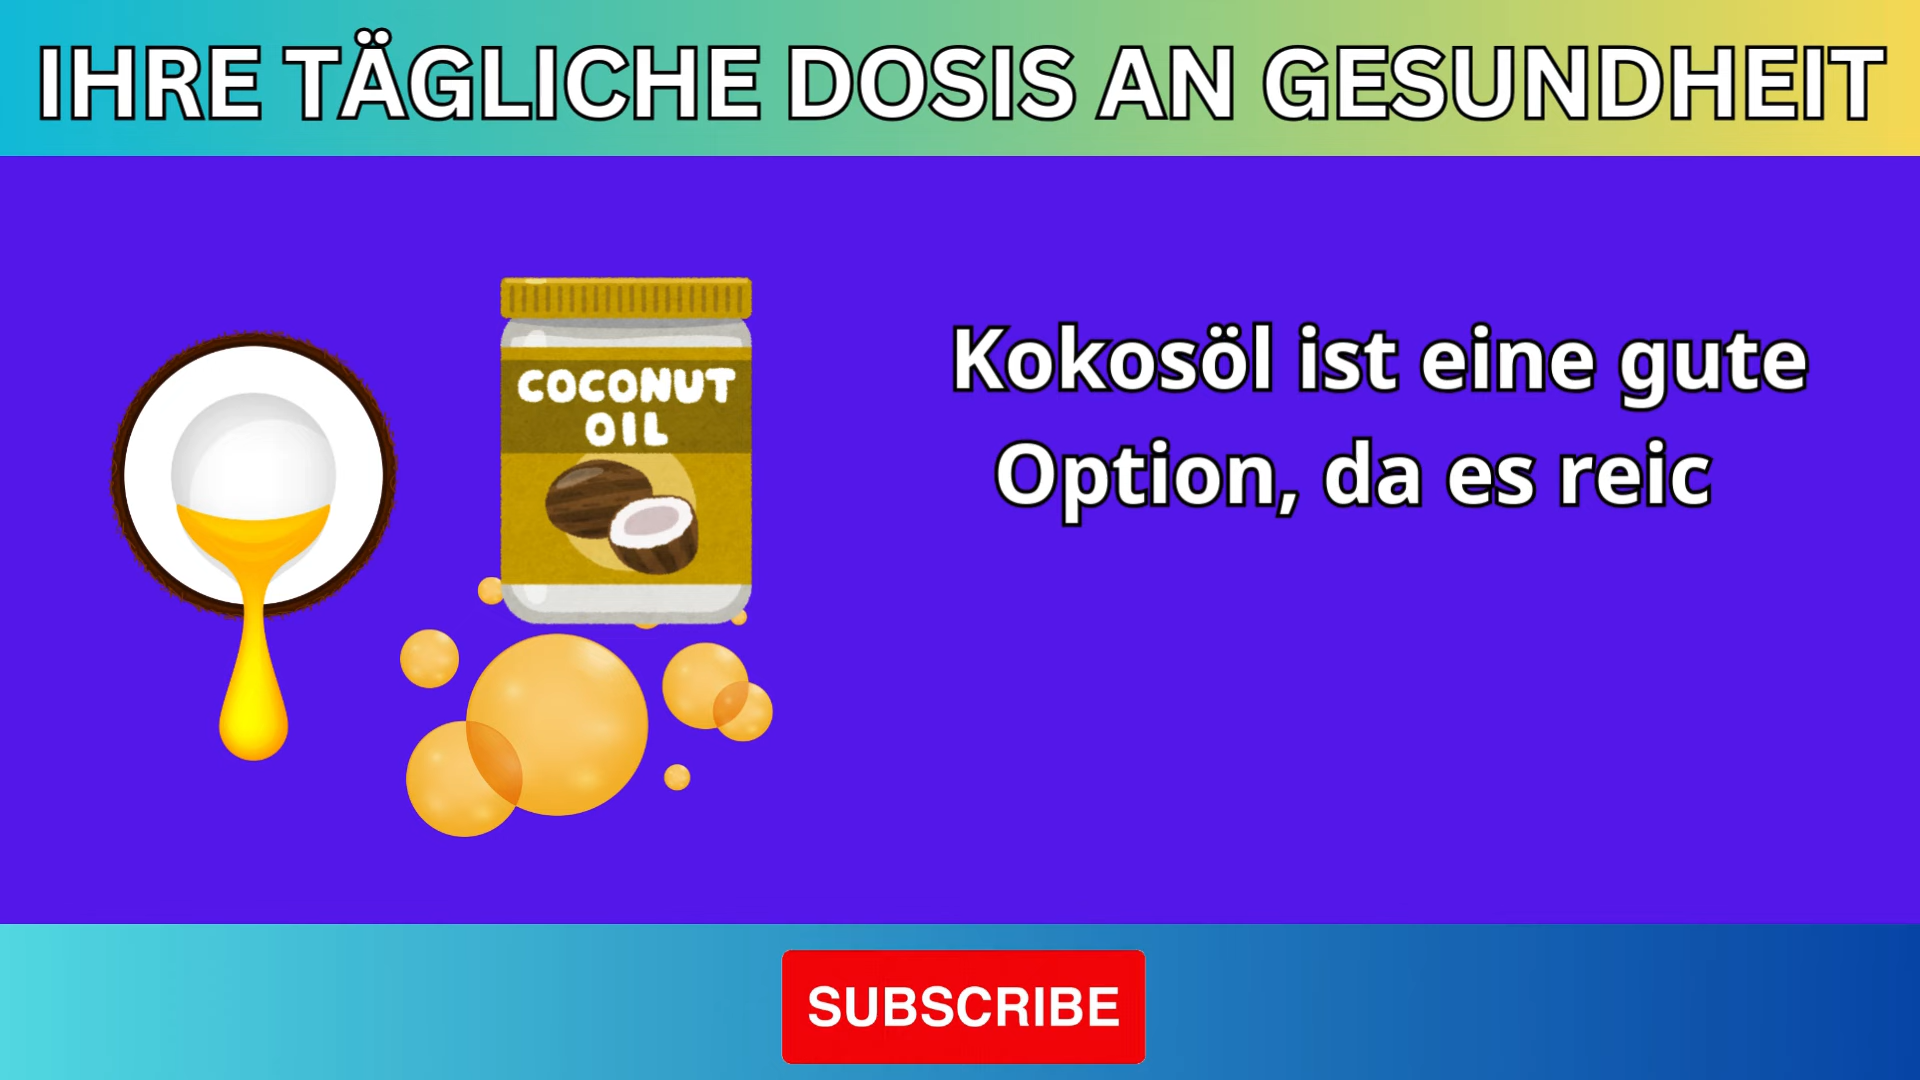 IHRE TÄGLICHE DOSIS AN GESUNDHEIT
COCONUT
OIL
Kokosöl ist eine gute
Option, da es reic
SUBSCRIBE